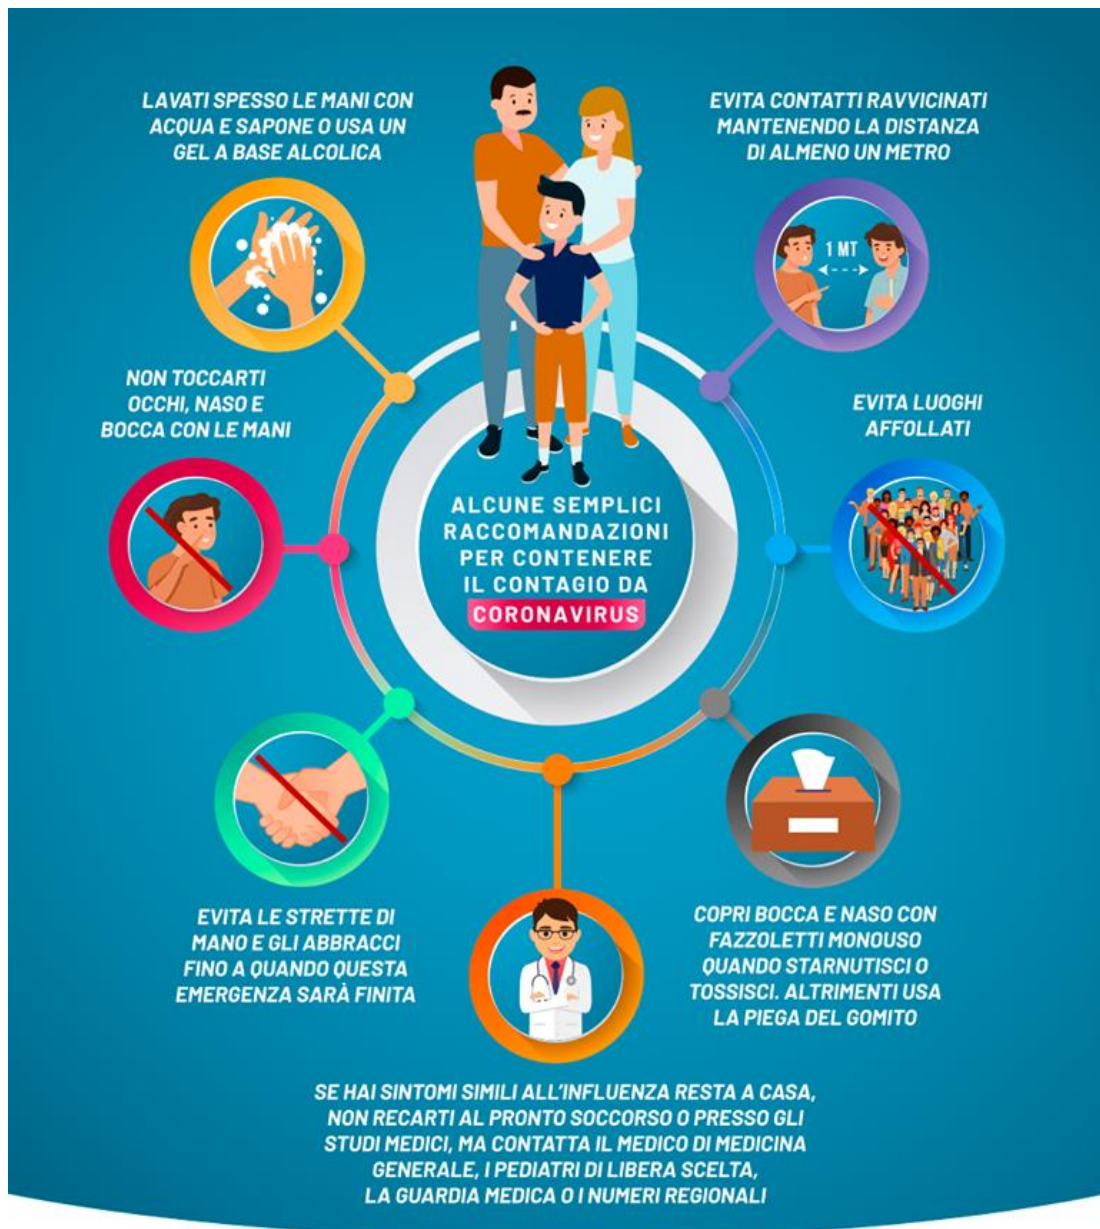 LAVATI SPESSO LE MANI CON
ACQUA E SAPONE O USA UN
GEL A BASE ALCOLICA
EVITA CONTATTI RAVVICINATI
MANTENENDO LA DISTANZA
DI ALMENO UN METRO
1 MT
NON TOCCARTI
OCCHI, NASO E
BOCCA CON LE MANI
EVITA LUOGHI
AFFOLLATI
ALCUNE SEMPLICI
RACCOMANDAZIONI
PER CONTENERE
IL CONTAGIO DA
CORONAVIRUS
EVITA LE STRETTE DI
MANO E GLI ABBRACCI
FINO A QUANDO QUESTA
EMERGENZA SARÀ FINITA
COPRI BOCCA E NASO CON
FAZZOLETTI MONOUSO
QUANDO STARNUTISCI O
TOSSISCI. ALTRIMENTI USA
LA PIEGA DEL GOMITO
SE HAI SINTOMI SIMILI ALL'INFLUENZA RESTA A CASA,
NON RECARTI AL PRONTO SOCCORSO O PRESSO GLI
STUDI MEDICI, MA CONTATTA IL MEDICO DI MEDICINA
GENERALE, I PEDIATRI DI LIBERA SCELTA,
LA GUARDIA MEDICA O I NUMERI REGIONALI